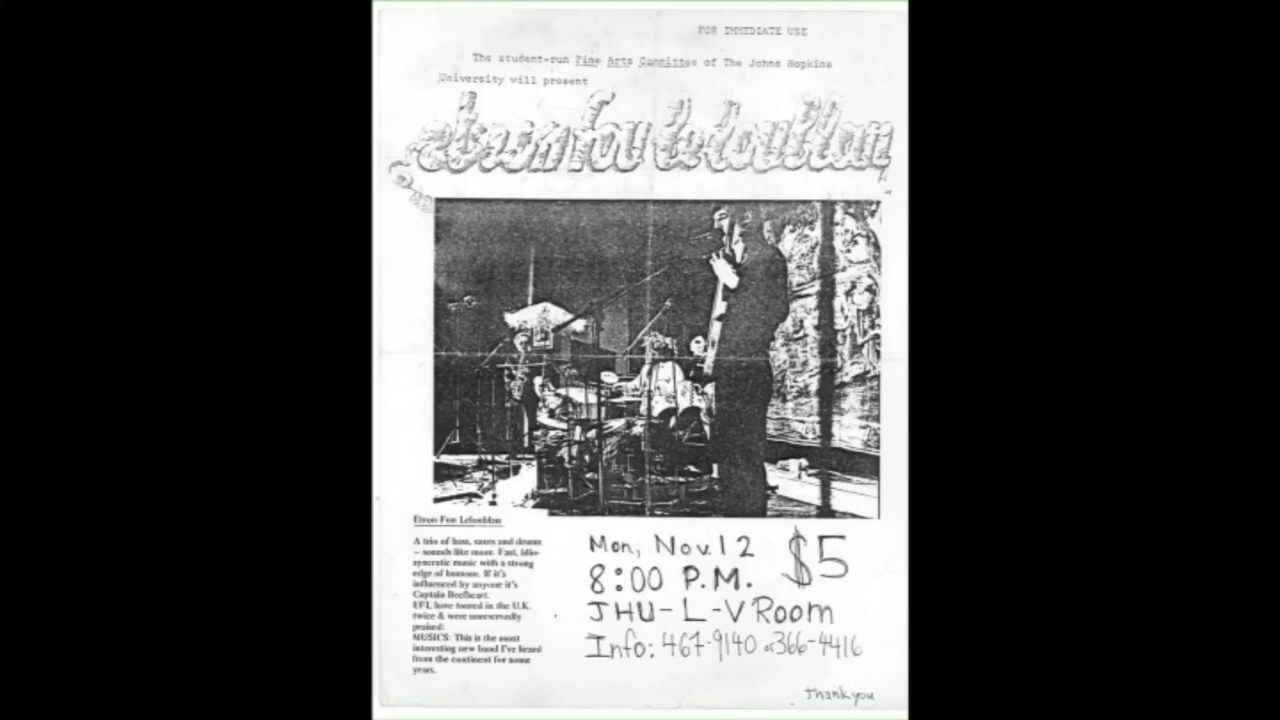 FOR IMMEDIATE USE
The student-run Fine Arts Committee of The Johns Hopkins
University will present
etron fou leloublan
Etron Fou Leloublan
A trio of bass, saxes and drums
– sounds like more. Fast, idio-
syncratic music with a strong
edge of humour. If it's
influenced by anyone it's
Captain Beefheart.
EFL have toured in the U.K.
twice & were unreservedly
praised:
MUSICS: This is the most
interesting new band I've heard
from the continent for some
years.
Mon, Nov. 12 $5
8:00 P.M.
JHU-L-V Room
Info: 467-9140 or 366-4416
Thank you